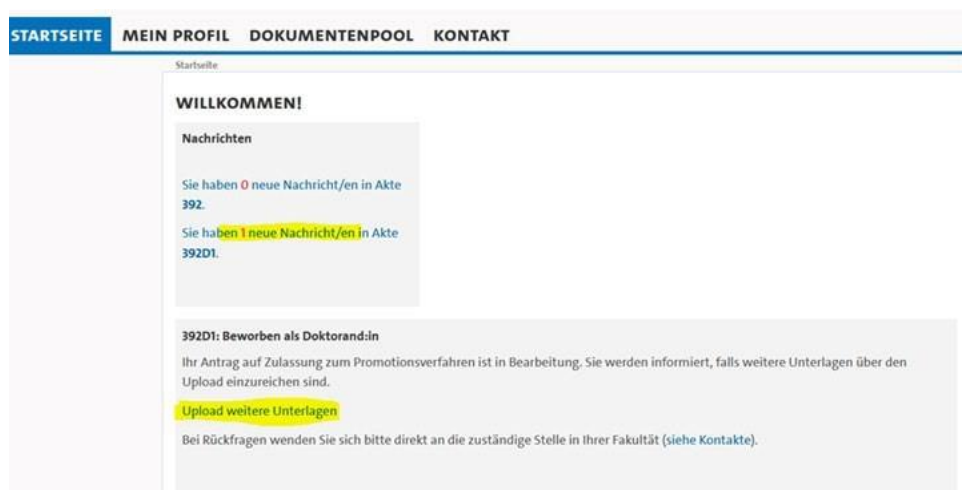 STARTSEITE MEIN PROFIL DOKUMENTENPOOL KONTAKT
Startseite
WILLKOMMEN!
Nachrichten
Sie haben 0 neue Nachricht/en in Akte
392.
Sie haben 1 neue Nachricht/en in Akte
392D1.
392D1: Beworben als Doktorand:in
Ihr Antrag auf Zulassung zum Promotionsverfahren ist in Bearbeitung. Sie werden informiert, falls weitere Unterlagen über den
Upload einzureichen sind.
Upload weitere Unterlagen
Bei Rückfragen wenden Sie sich bitte direkt an die zuständige Stelle in Ihrer Fakultät (siehe Kontakte).